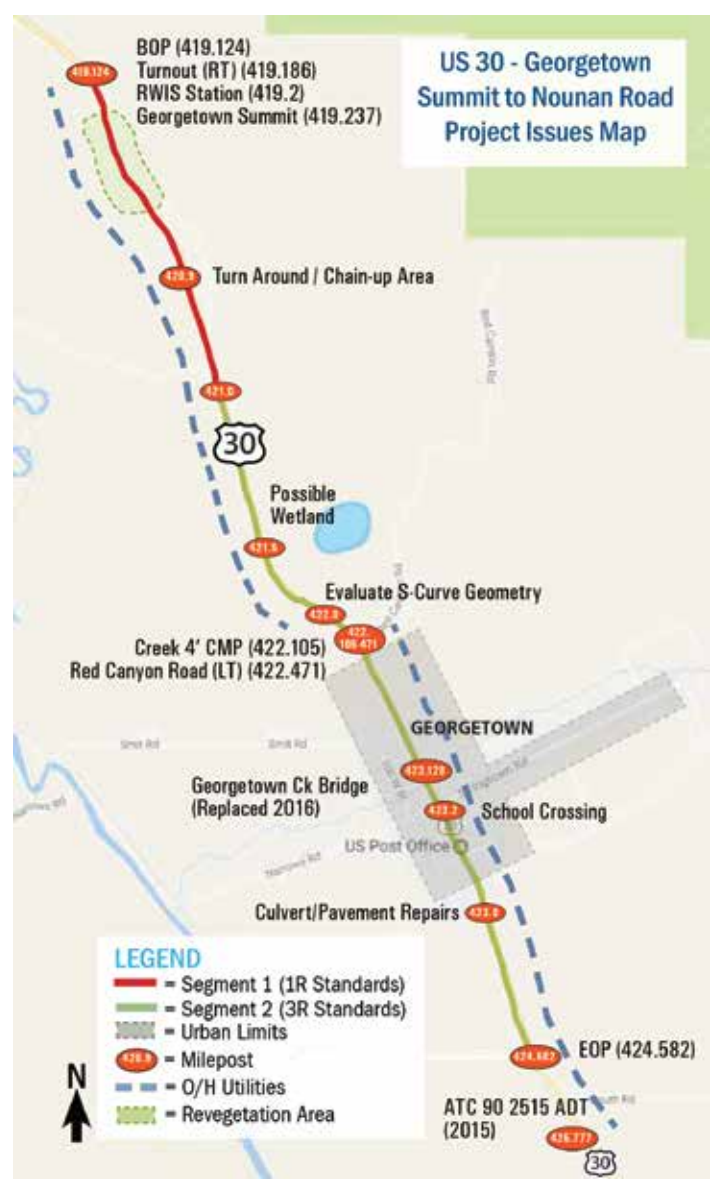 US 30 - Georgetown
Summit to Nounan Road
Project Issues Map
BOP (419.124)
Turnout (RT) (419.186)
RWIS Station (419.2)
Georgetown Summit (419.237)
419.124
420.9
Turn Around / Chain-up Area
421.0
30
Possible
Wetland
421.5
Evaluate S-Curve Geometry
422.0
422.
105-471
Creek 4' CMP (422.105)
Red Canyon Road (LT) (422.471)
GEORGETOWN
423.128
Georgetown Ck Bridge
(Replaced 2016)
423.2
School Crossing
US Post Office
Culvert/Pavement Repairs
423.8
LEGEND
= Segment 1 (1R Standards)
= Segment 2 (3R Standards)
= Urban Limits
420.9
= Milepost
= O/H Utilities
= Revegetation Area
N
424.582
EOP (424.582)
ATC 90 2515 ADT
(2015)
426.777
30